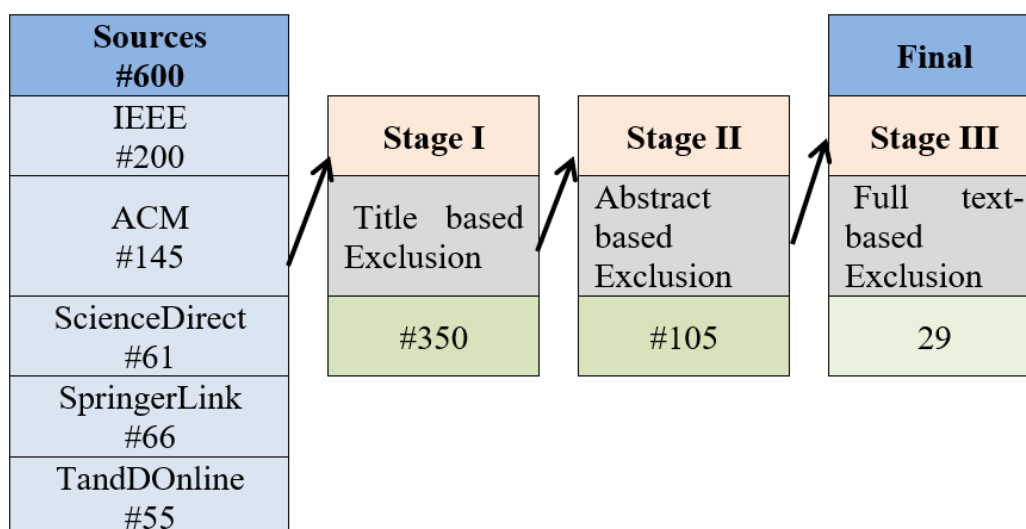 Sources
#600
IEEE
#200
ACM
#145
ScienceDirect
#61
SpringerLink
#66
TandDOnline
#55
Stage I
Title based
Exclusion
#350
Stage II
Abstract
based
Exclusion
#105
Final
Stage III
Full text-
based
Exclusion
29